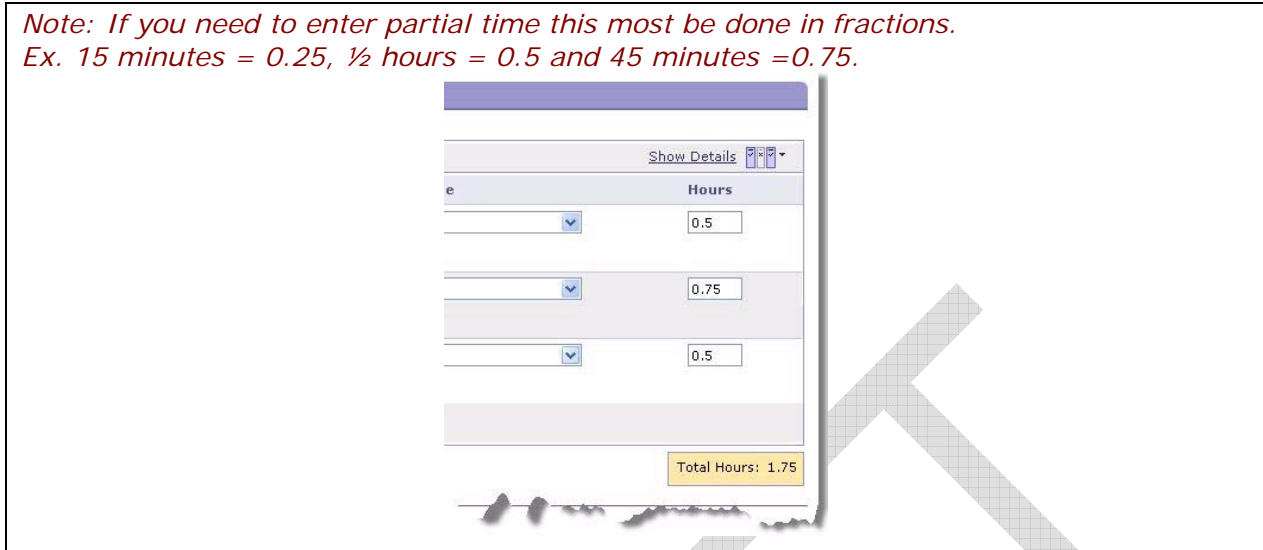 Note: If you need to enter partial time this most be done in fractions.
Ex. 15 minutes = 0.25, ½ hours = 0.5 and 45 minutes =0.75.
Show Details
e Hours
0.5
0.75
0.5
Total Hours: 1.75